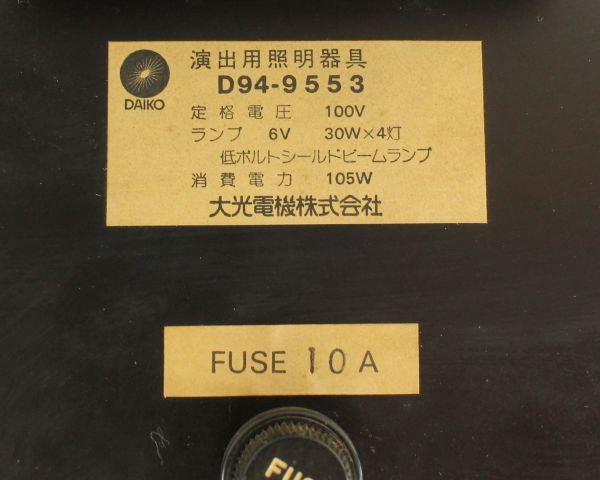 演出用照明器具
DAIKO
D94-9553
定格電圧 100V
ランプ 6V 30W×4灯
低ボルトシールドビームランプ
消費電力 105W
大光電機株式会社
FUSE 10A
FUS